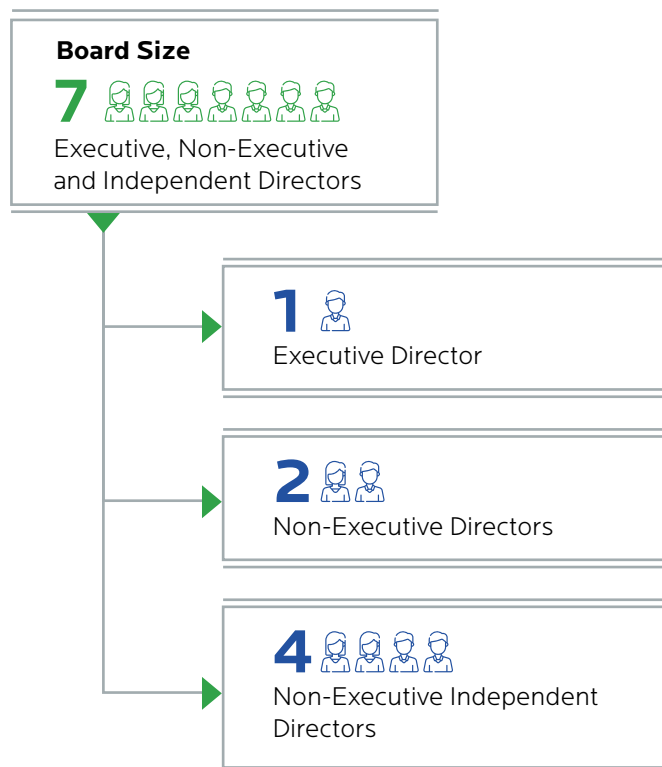 Board Size
7
Executive, Non-Executive
and Independent Directors
1
Executive Director
2
Non-Executive Directors
4
Non-Executive Independent
Directors